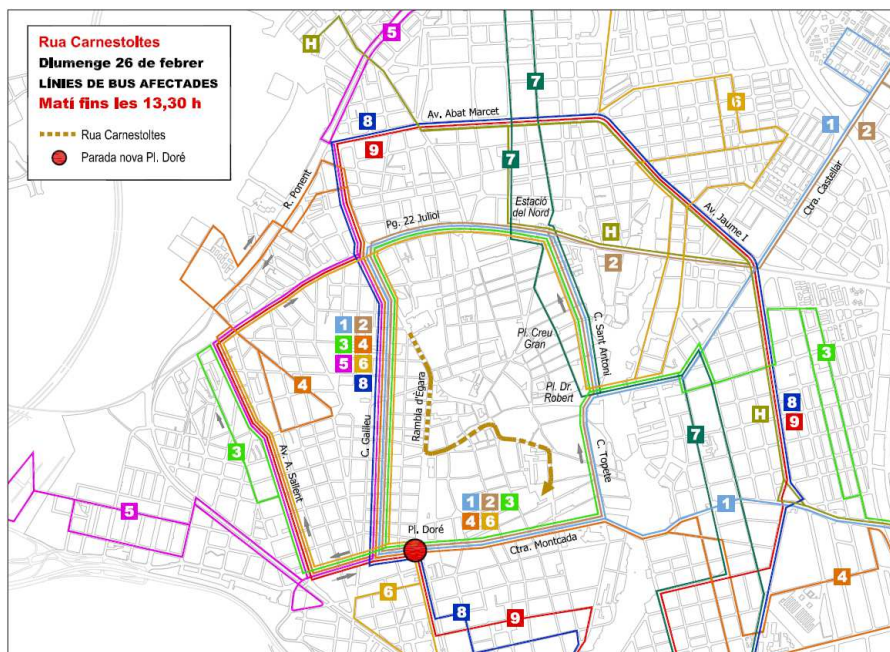 Rua Carnestoltes
Diumenge 26 de febrer
LÍNIES DE BUS AFECTADES
Matí fins les 13,30 h
Rua Carnestoltes
Parada nova Pl. Doré
5
H
7
6
1
2
8
9
Av. Abat Marcet
7
R. Ponent
Estació
del Nord
Ctra. Castellar
Pg. 22 Juliol
H
2
Av. Jaume I
1 2
3 4
5 6
8
Pl. Creu
Gran
C. Sant Antoni
3
4
Rambla d'Ègara
Pl. Dr.
Robert
8
9
H
7
3
Av. A. Sallent
C. Galileu
C. Topete
5
1 2 3
4 6
1
Pl. Doré
Ctra. Montcada
4
6
8
9